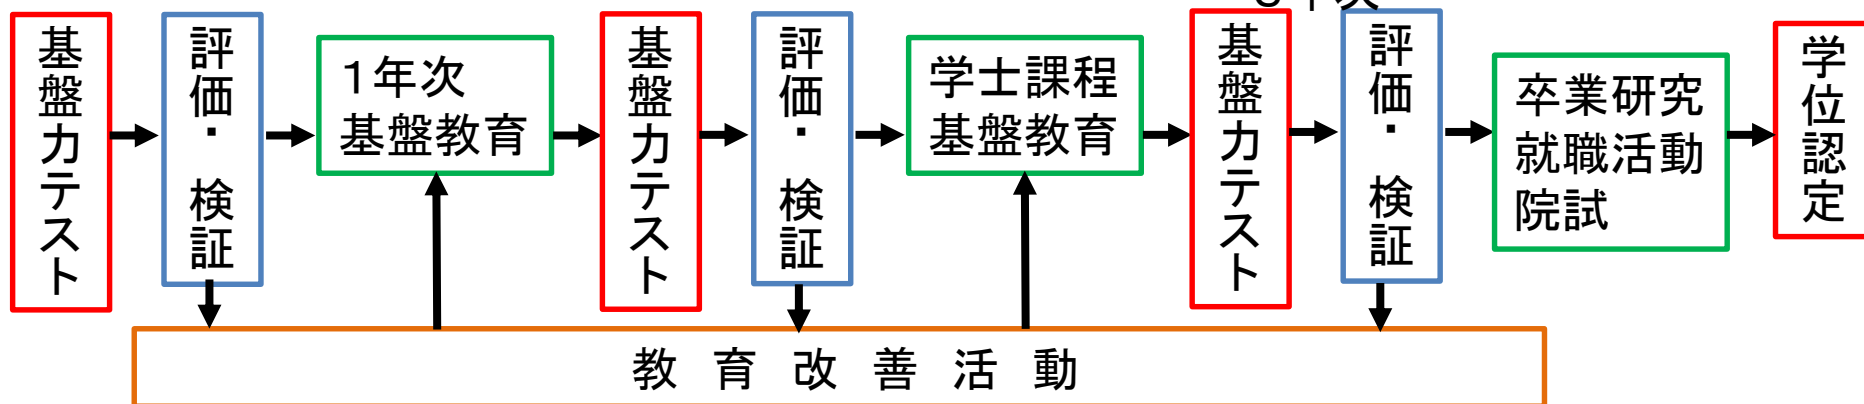 基盤力テスト
評価・検証
1年次
基盤教育
基盤力テスト
評価・検証
学士課程
基盤教育
基盤力テスト
評価・検証
卒業研究
就職活動
院試
学位認定
教育改善活動